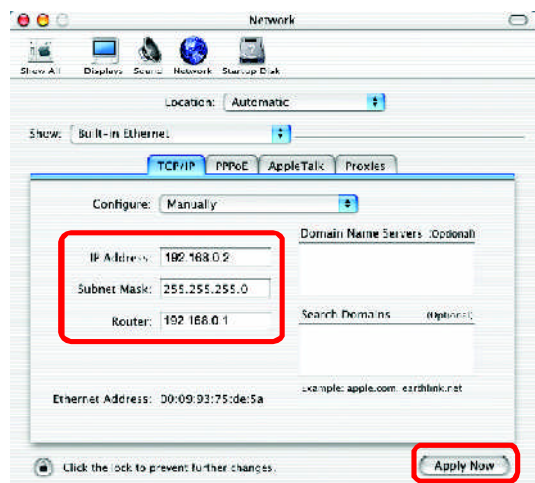 Network
Show All Displays Sound Network Startup Disk
Location: Automatic
Show: Built-in Ethernet
TCP/IP PPPoE AppleTalk Proxies
Configure: Manually
Domain Name Servers (Optional)
IP Address: 192.168.0.2
Subnet Mask: 255.255.255.0
Router: 192.168.0.1
Search Domains (Optional)
Example: apple.com, earthlink.net
Ethernet Address: 00:09:93:75:de:5a
Click the lock to prevent further changes.
Apply Now